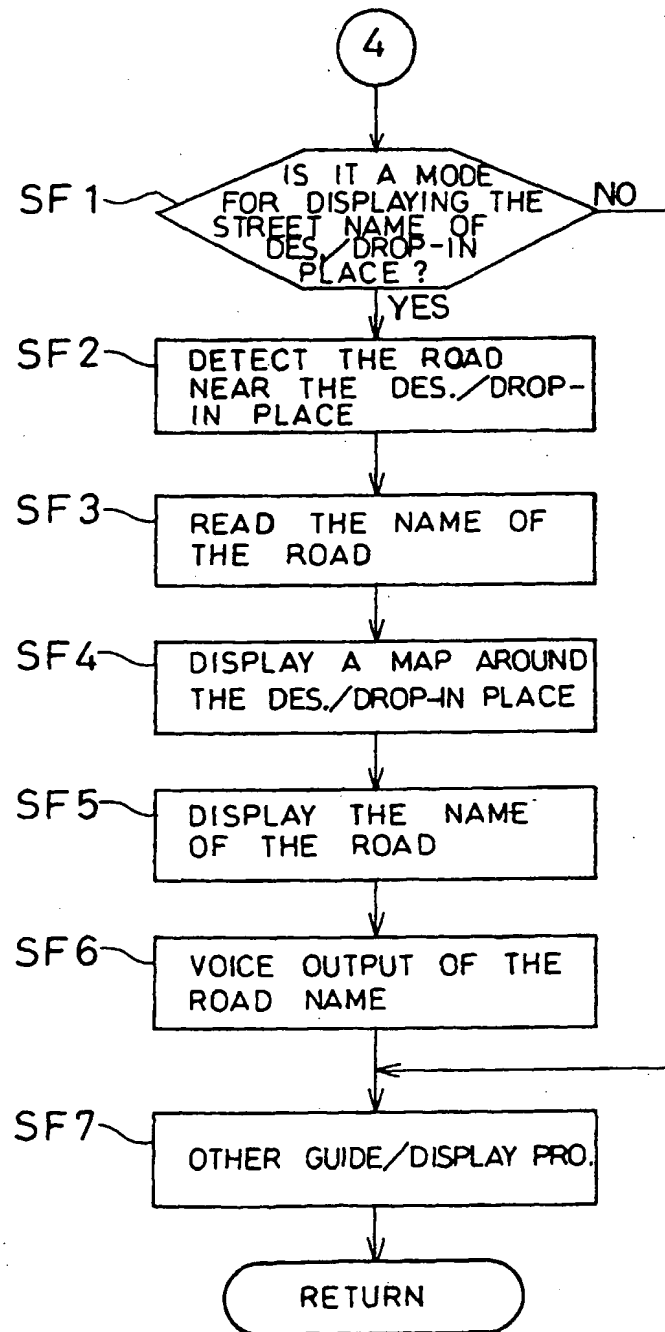 4
SF1
IS IT A MODE
FOR DISPLAYING THE
STREET NAME OF
DES./DROP-IN
PLACE?
NO
YES
SF2
DETECT THE ROAD
NEAR THE DES./DROP-
IN PLACE
SF3
READ THE NAME OF
THE ROAD
SF4
DISPLAY A MAP AROUND
THE DES./DROP-IN PLACE
SF5
DISPLAY THE NAME
OF THE ROAD
SF6
VOICE OUTPUT OF THE
ROAD NAME
SF7
OTHER GUIDE/DISPLAY PRO.
RETURN